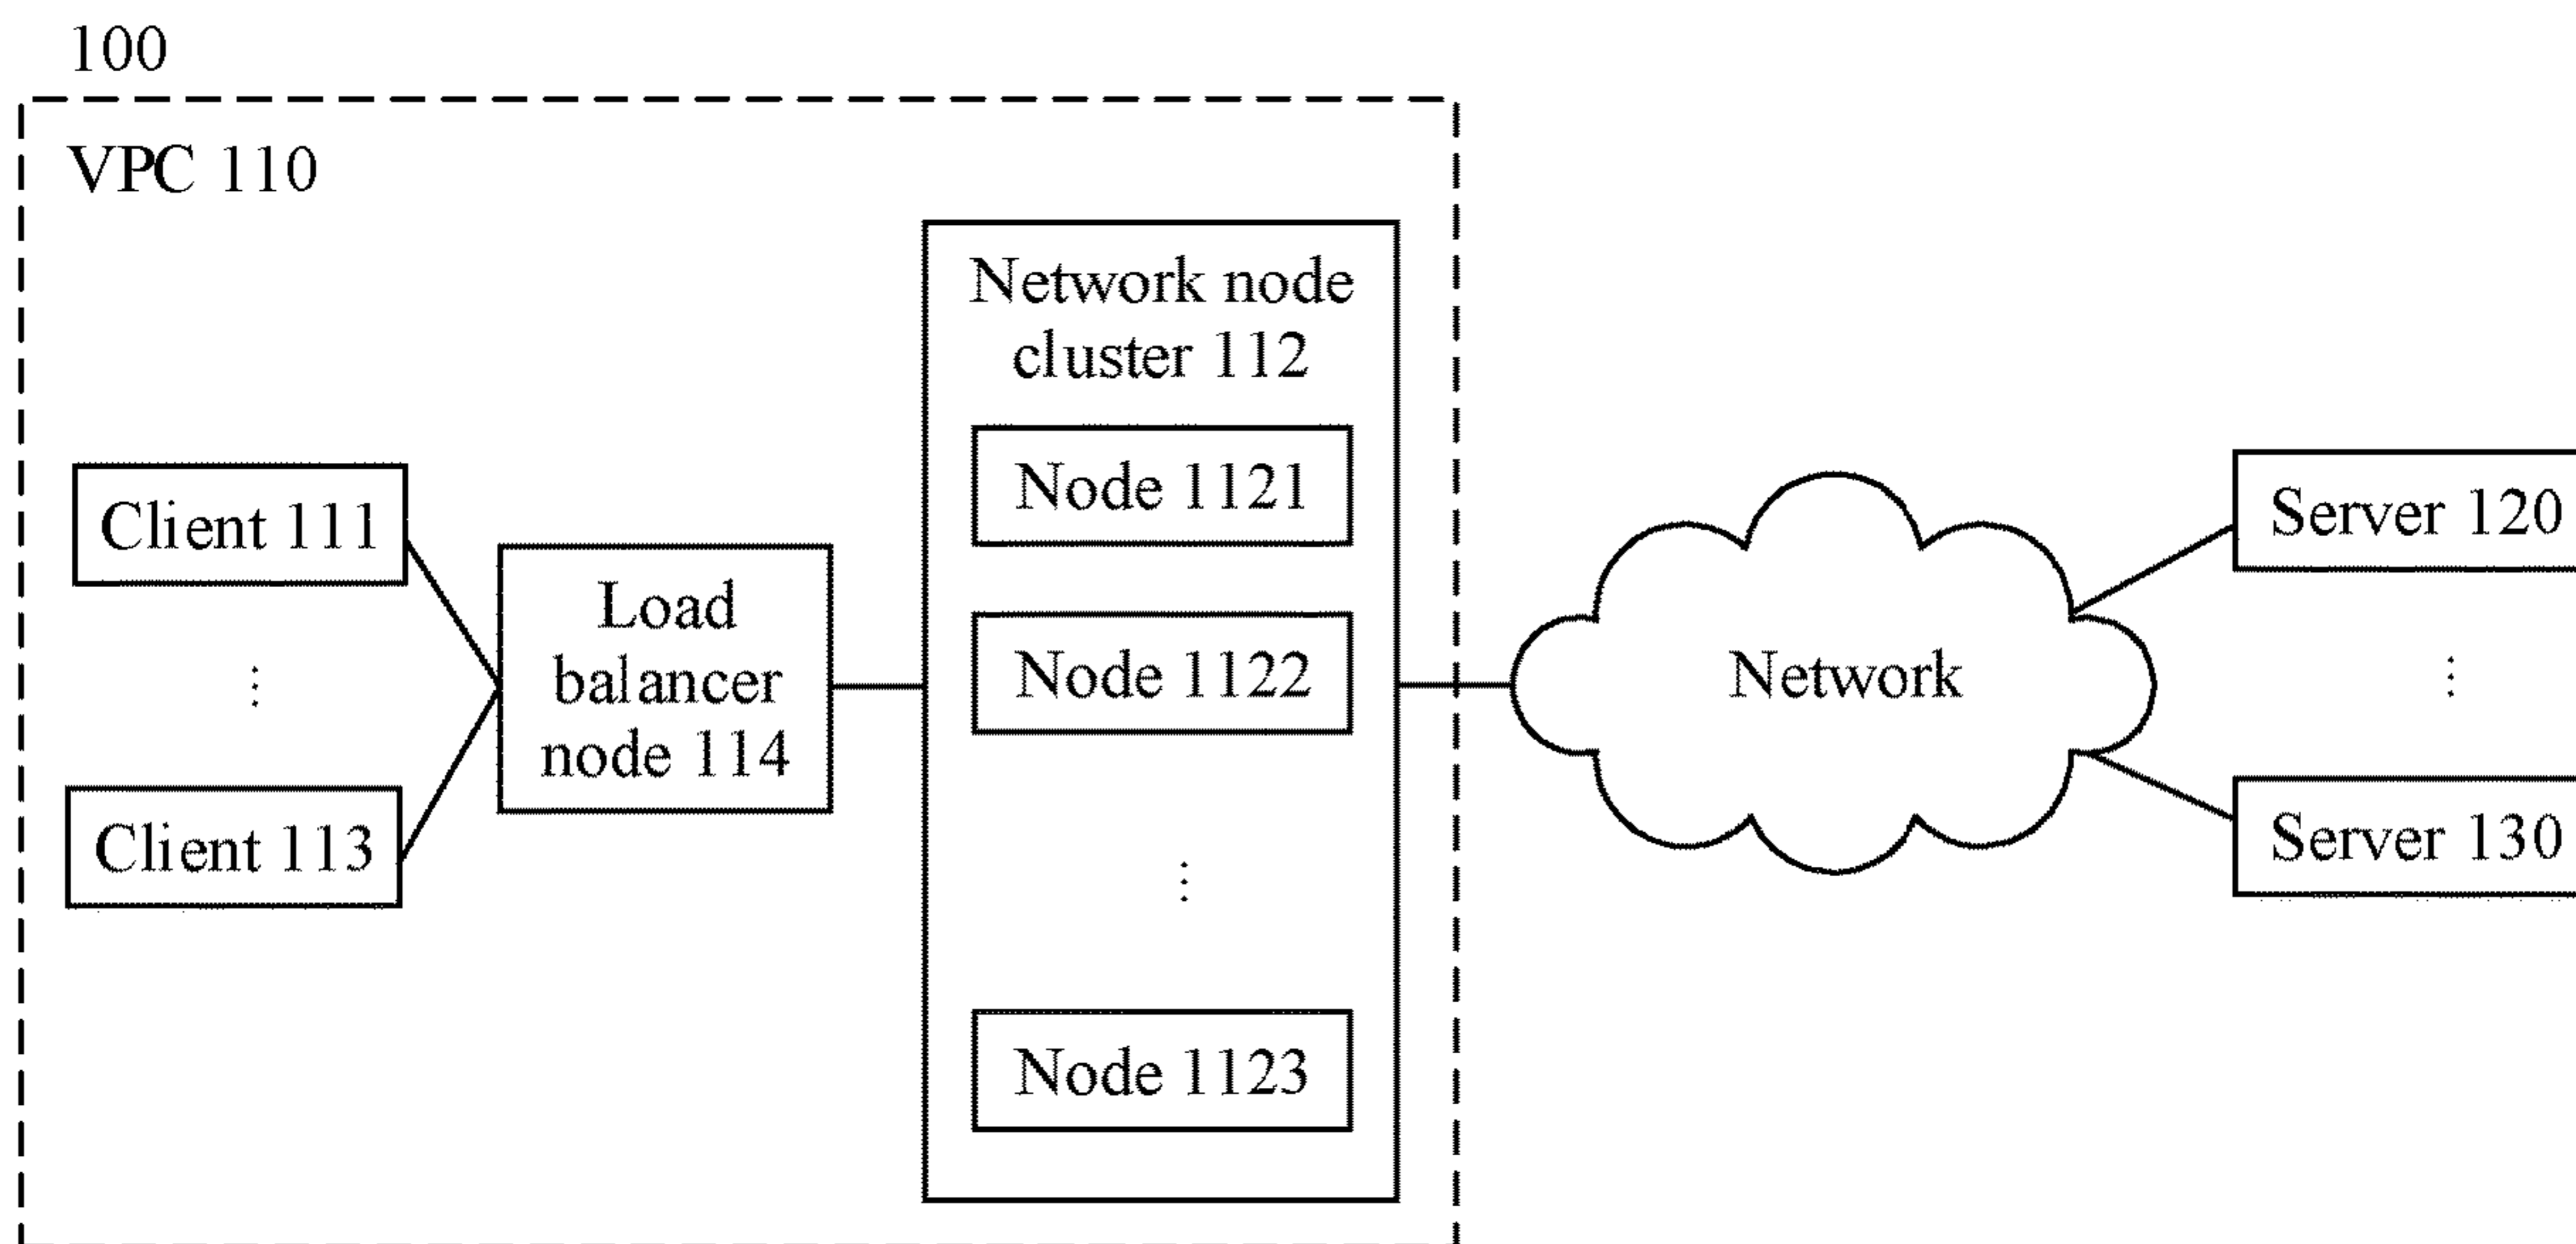 100
VPC 110
Network node
cluster 112
Node 1121
Client 111
Server 120
Load
balancer
node 114
Node 1122
Network
Client 113
Server 130
Node 1123